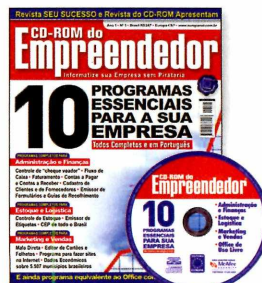 Revista SEU SUCESSO e Revista do CD-ROM Apresentam
CD-ROM do
Empreendedor
Informatize sua Empresa sem Pirataria
10
PROGRAMAS
ESSENCIAIS
PARA A SUA
EMPRESA
Todos Completos e em Português
Administração e Finanças
Controle de "cheque voador" - Fluxo de
Caixa - Faturamento - Contas a Pagar
e Contas a Receber - Cadastro de
Clientes e de Fornecedores - Emissor de
Formulários e Guias de Recolhimento
Estoque e Logística
Controle de Estoque - Emissor de
Etiquetas - CEP de todo o Brasil
Marketing e Vendas
Mala Direta - Editor de Cartões e
Folhetos - Programa para fazer sites
na Internet - Dados Econômicos
sobre 5.507 municípios brasileiros
E ainda programa equivalente ao Office
CD-ROM do
Empreendedor
10
PROGRAMAS
ESSENCIAIS
PARA SUA
EMPRESA
Administração
e Finanças
Estoque e
Logística
Marketing
e Vendas
Office de
Uso Livre
McAfee